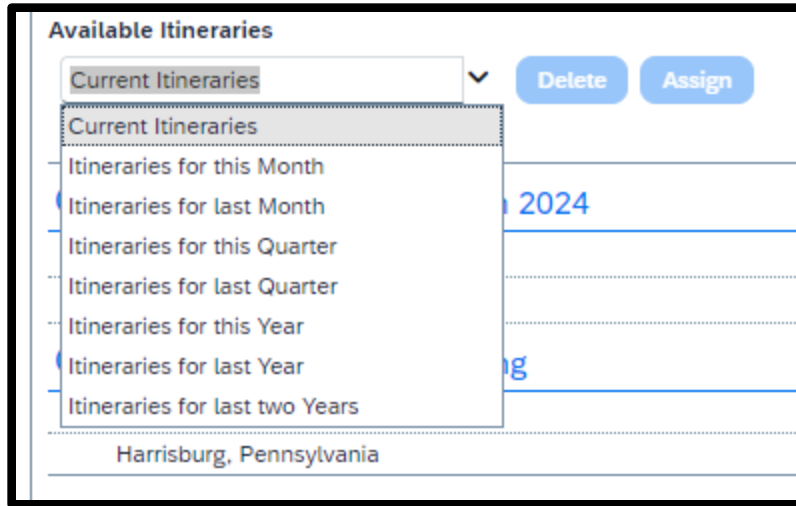 Available Itineraries
Current Itineraries Delete Assign
Current Itineraries
Itineraries for this Month
Itineraries for last Month
2024
Itineraries for this Quarter
Itineraries for last Quarter
Itineraries for this Year
Itineraries for last Year
Itineraries for last two Years
Harrisburg, Pennsylvania